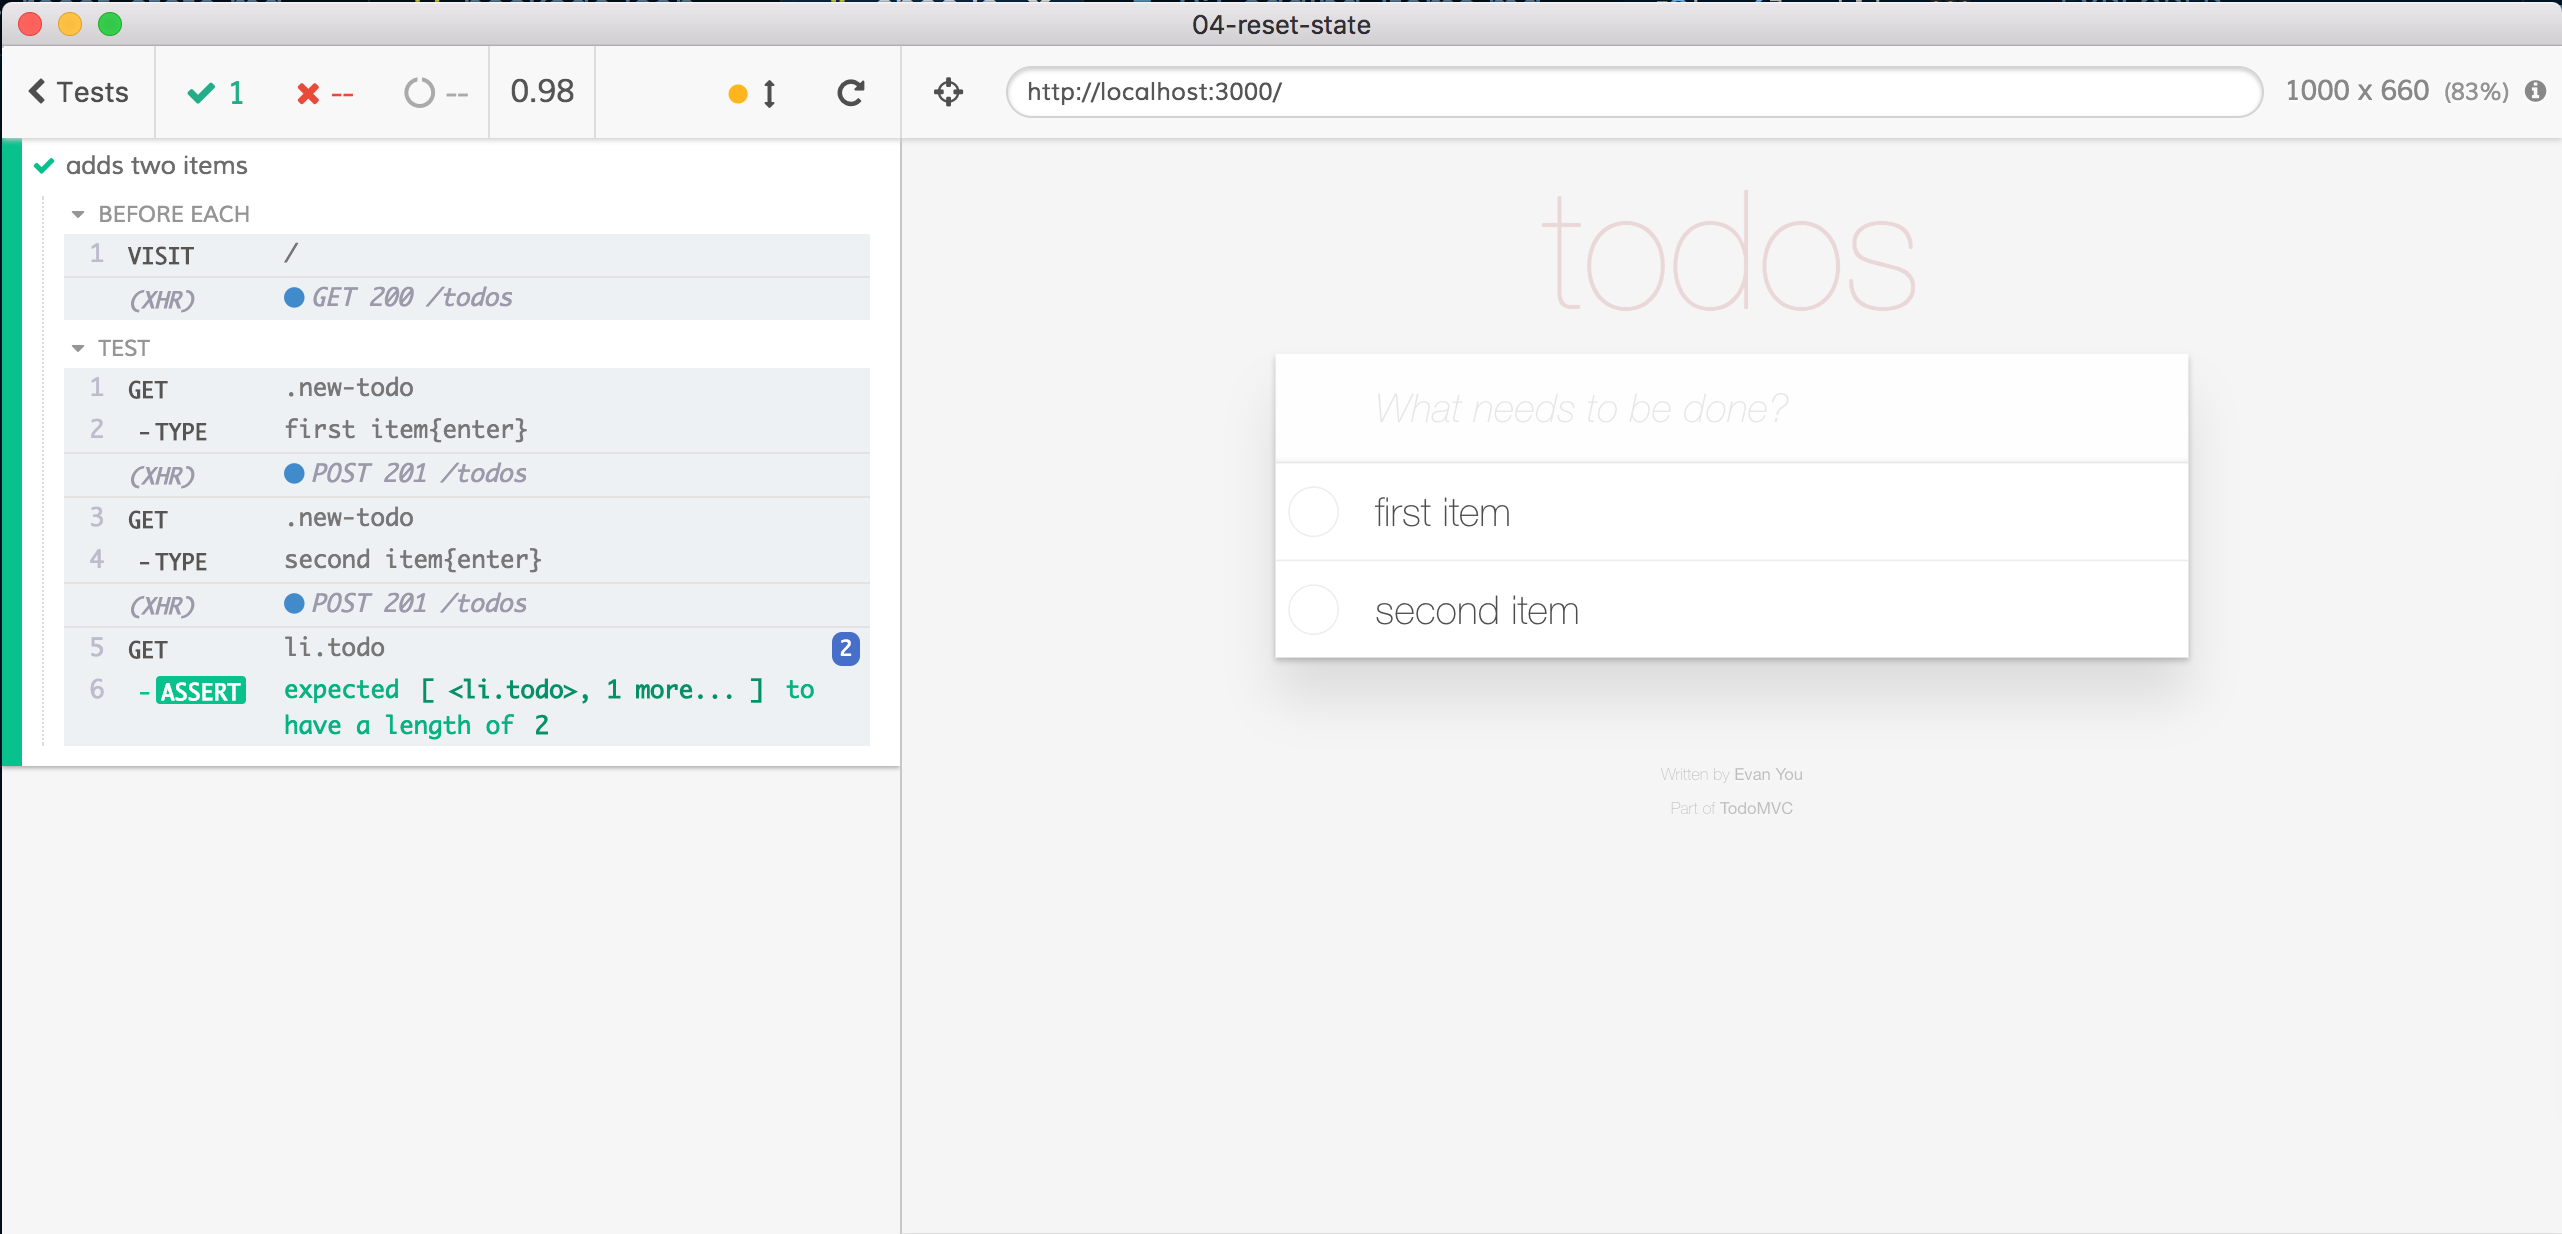 04-reset-state
Tests
1
--
--
0.98
http://localhost:3000/
1000 x 660 (83%)
adds two items
BEFORE EACH
1 VISIT /
(XHR) GET 200 /todos
TEST
1 GET .new-todo
2 -TYPE first item{enter}
(XHR) POST 201 /todos
3 GET .new-todo
4 -TYPE second item{enter}
(XHR) POST 201 /todos
5 GET li.todo 2
6 -ASSERT expected [ <li.todo>, 1 more... ] to
have a length of 2
todos
What needs to be done?
first item
second item
Written by Evan You
Part of TodoMVC